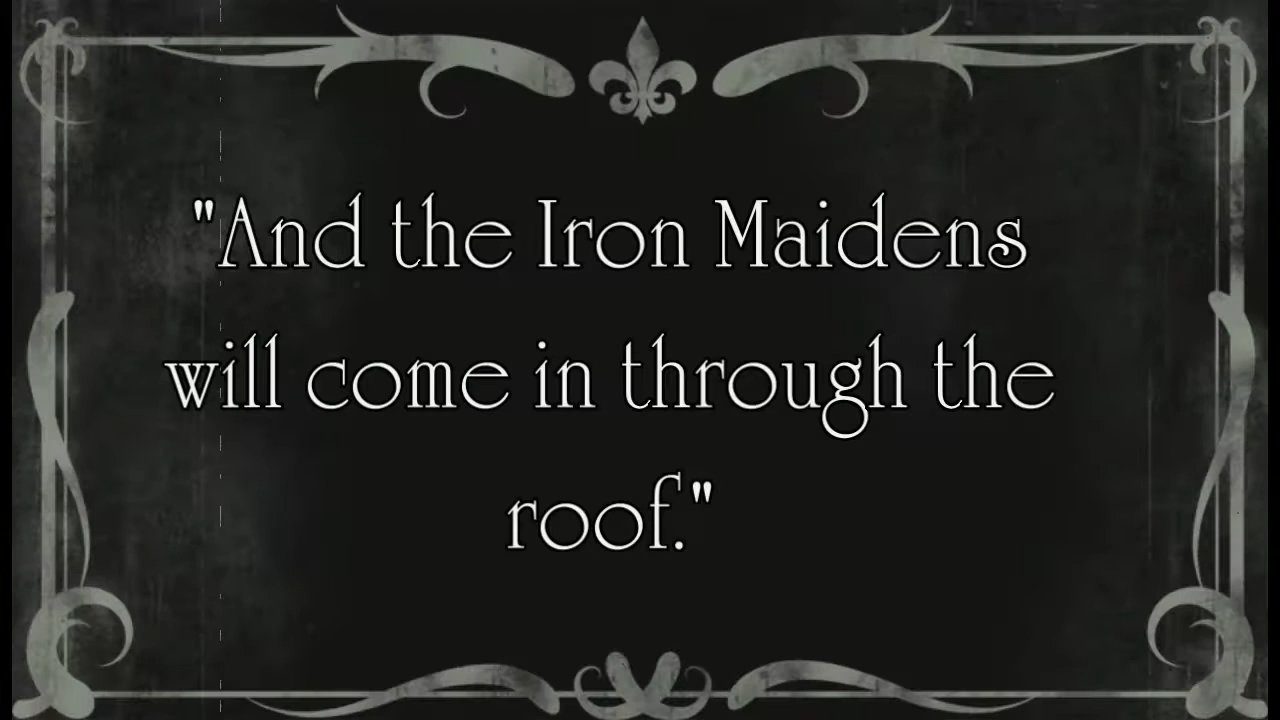 "And the Iron Maidens
will come in through the
roof."